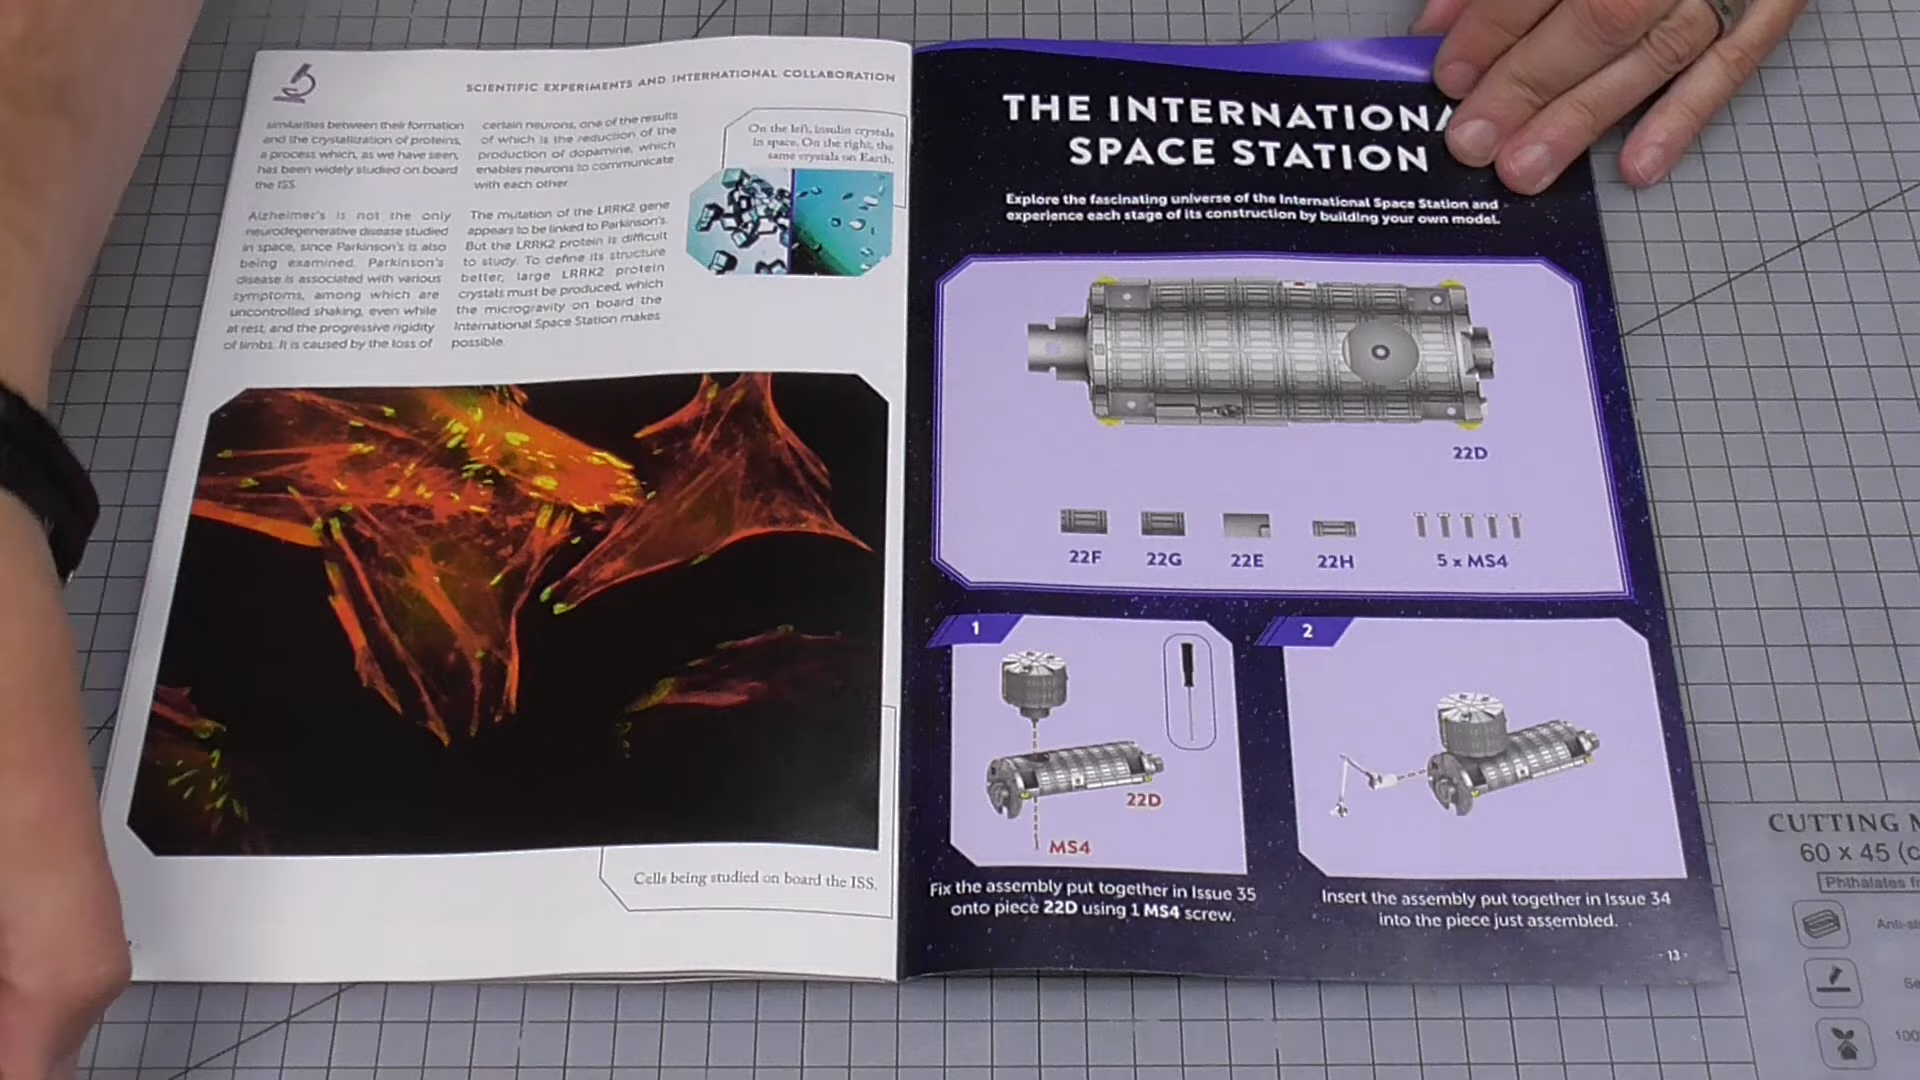 SCIENTIFIC EXPERIMENTS AND INTERNATIONAL COLLABORATION
similarities between their formation
and the crystallization of proteins,
a process which, as we have seen,
has been widely studied on board
the ISS.
Alzheimer's is not the only
neurodegenerative disease studied
in space, since Parkinson's is also
being examined. Parkinson's
disease is associated with various
symptoms, among which are
uncontrolled shaking, even while
at rest, and the progressive rigidity
of limbs. It is caused by the loss of
certain neurons, one of the results
of which is the reduction of the
production of dopamine, which
enables neurons to communicate
with each other.
The mutation of the LRRK2 gene
appears to be linked to Parkinson's.
But the LRRK2 protein is difficult
to study. To define its structure
better, large LRRK2 protein
crystals must be produced, which
the microgravity on board the
International Space Station makes
possible.
On the left, insulin crystals
in space. On the right, the
same crystals on Earth.
Cells being studied on board the ISS.
THE INTERNATIONA
SPACE STATION
Explore the fascinating universe of the International Space Station and
experience each stage of its construction by building your own model.
22D
22F
22G
22E
22H
5 x MS4
1
22D
MS4
Fix the assembly put together in Issue 35
onto piece 22D using 1 MS4 screw.
2
Insert the assembly put together in Issue 34
into the piece just assembled.
- 13 -
CUTTING M
60 x 45 (c
Phthalates fr
Anti-sl
Se
100